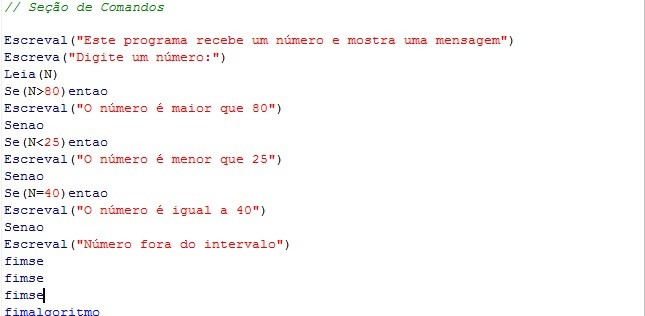 // Seção de Comandos
Escreval("Este programa recebe um número e mostra uma mensagem")
Escreva("Digite um número:")
Leia(N)
Se(N>80)entao
Escreval("O número é maior que 80")
Senao
Se(N<25)entao
Escreval("O número é menor que 25")
Senao
Se(N=40)entao
Escreval("O número é igual a 40")
Senao
Escreval("Número fora do intervalo")
fimse
fimse
fimse
fimalgoritmo